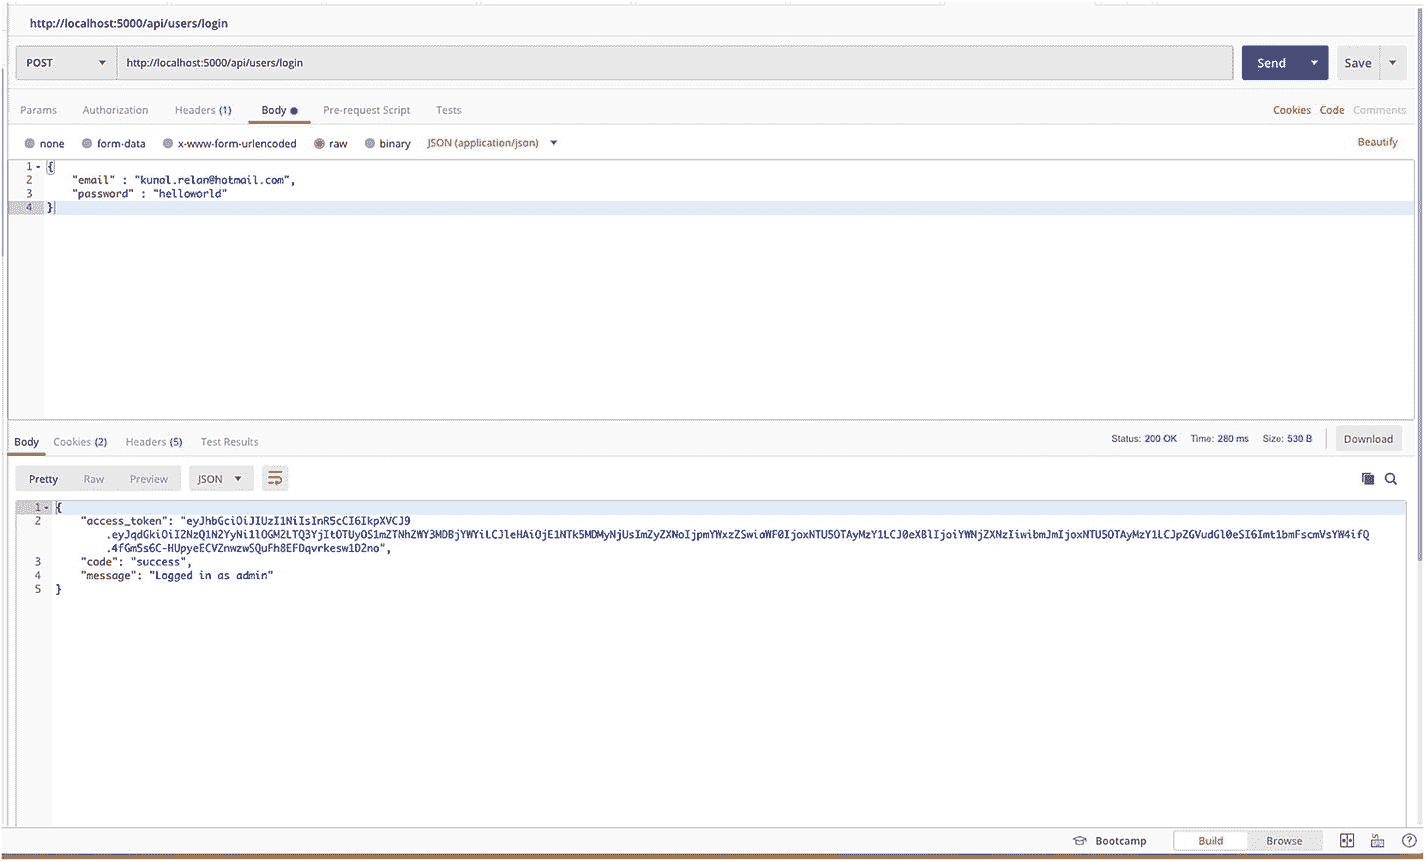 http://localhost:5000/api/users/login
POST http://localhost:5000/api/users/login Send Save
Params Authorization Headers (1) Body Pre-request Script Tests Cookies Code Comments
none form-data x-www-form-urlencoded raw binary JSON (application/json) Beautify
1 {
2 "email" : "kunal.relan@hotmail.com",
3 "password" : "helloworld"
4 }
Body Cookies (2) Headers (5) Test Results Status: 200 OK Time: 280 ms Size: 530 B Download
Pretty Raw Preview JSON
1 {
2 "access_token": "eyJhbGciOiJIUzI1NiIsInR5cCI6IkpXVCJ9
3 "code": "success",
4 "message": "Logged in as admin"
5 }
Bootcamp Build Browse